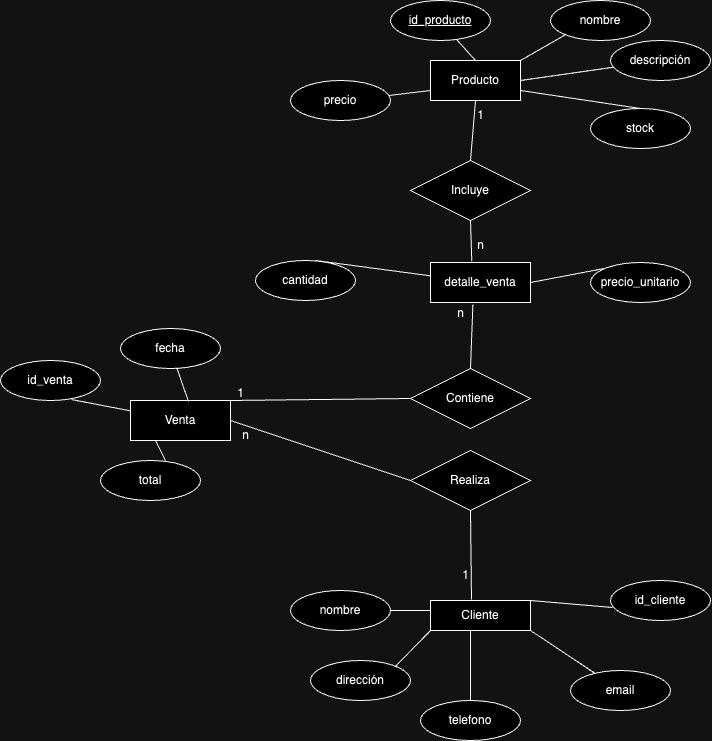 id_producto
nombre
descripción
Producto
precio
stock
1
Incluye
n
cantidad
detalle_venta
precio_unitario
n
fecha
id_venta
1
Contiene
Venta
n
total
Realiza
1
nombre
Cliente
id_cliente
dirección
email
telefono